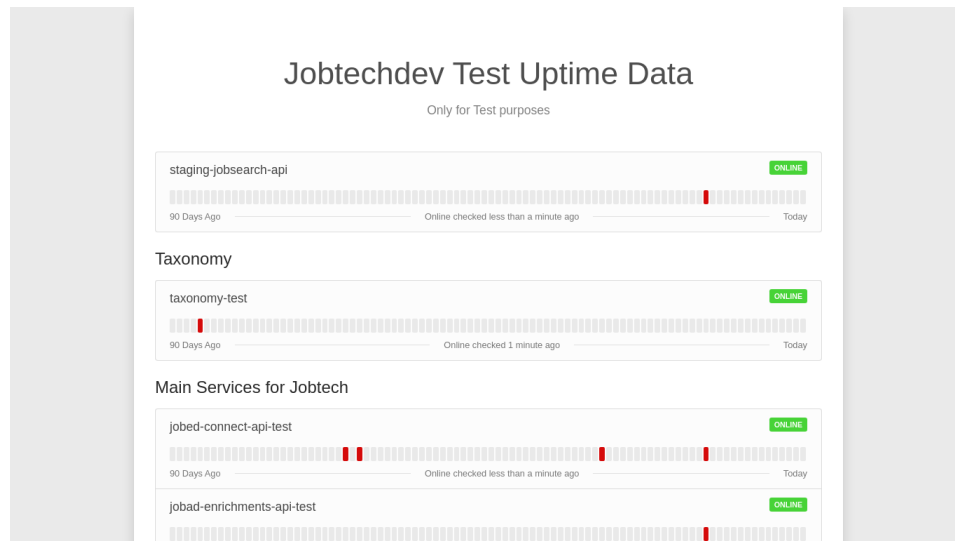 Jobtechdev Test Uptime Data
Only for Test purposes
staging-jobsearch-api
ONLINE
90 Days Ago
Online checked less than a minute ago
Today
Taxonomy
taxonomy-test
ONLINE
90 Days Ago
Online checked 1 minute ago
Today
Main Services for Jobtech
jobed-connect-api-test
ONLINE
90 Days Ago
Online checked less than a minute ago
Today
jobad-enrichments-api-test
ONLINE